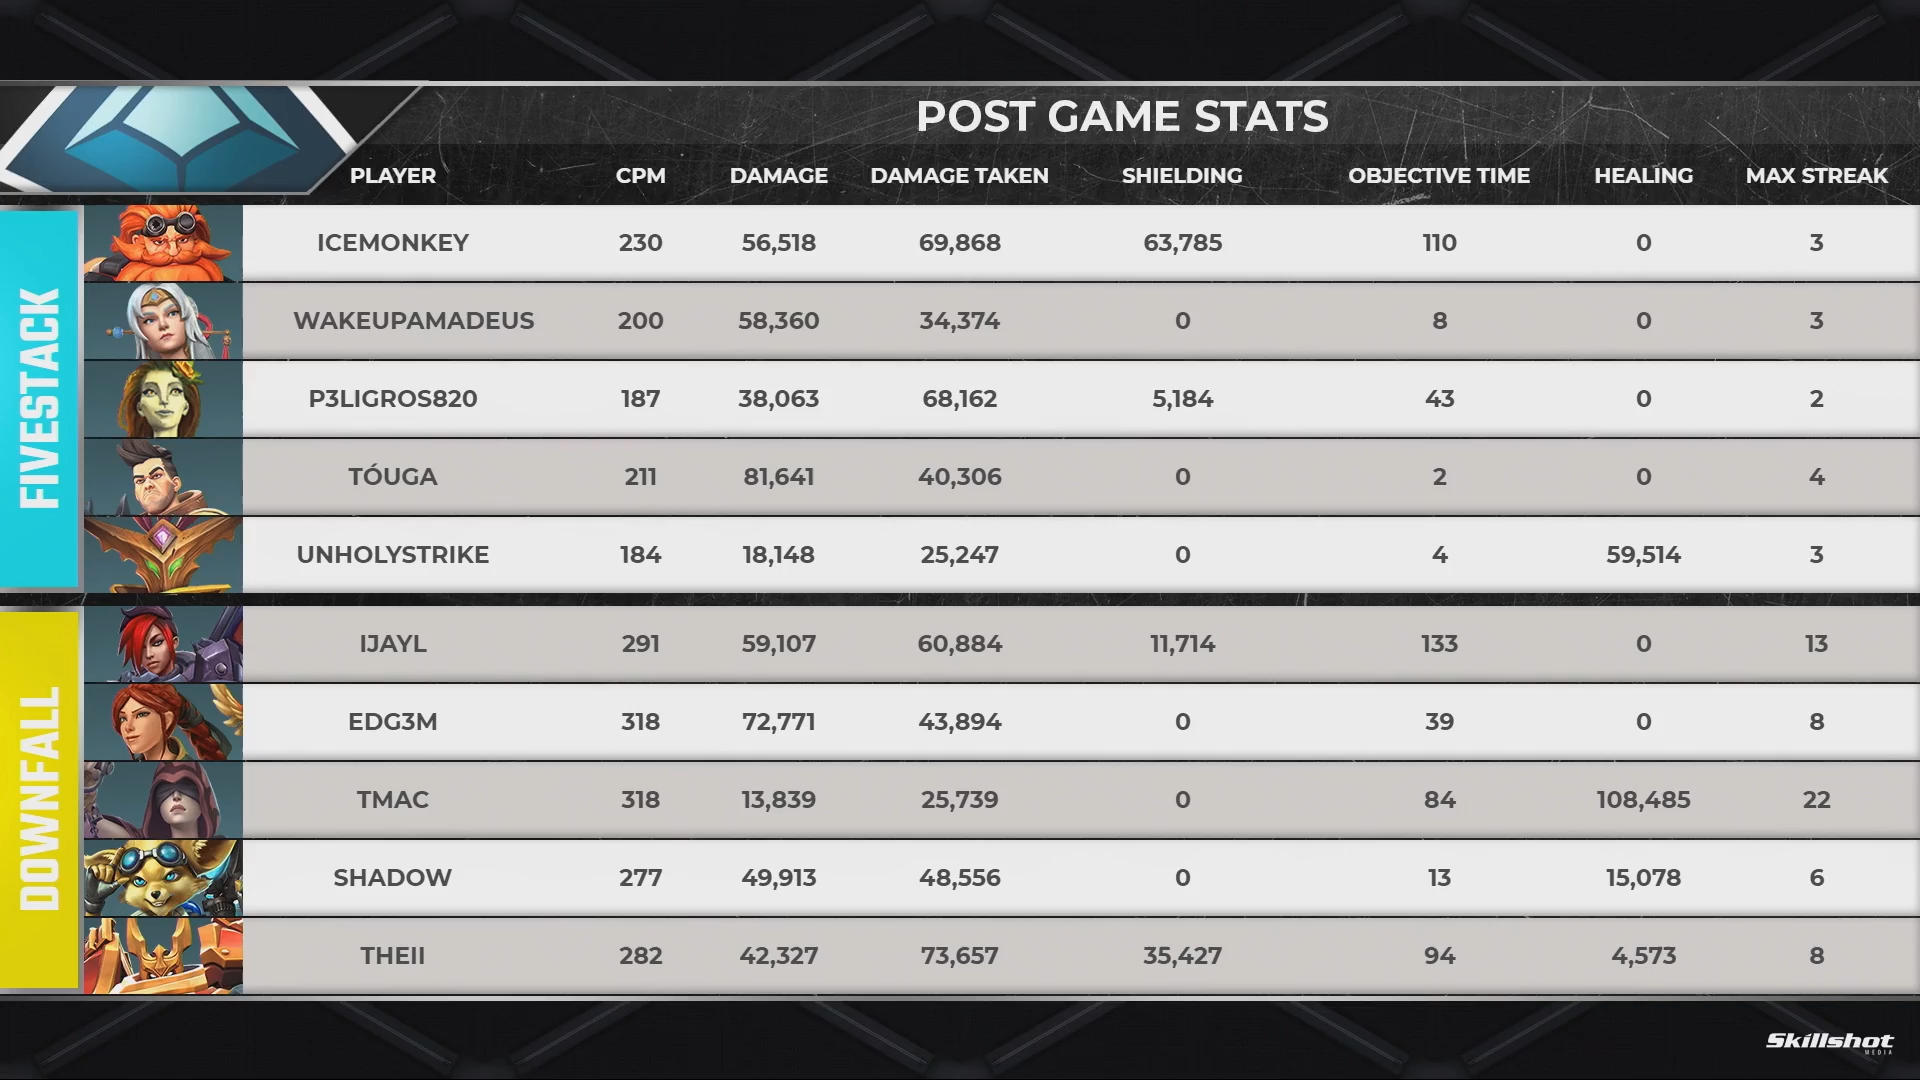 POST GAME STATS
PLAYER CPM DAMAGE DAMAGE TAKEN SHIELDING OBJECTIVE TIME HEALING MAX STREAK
FIVESTACK
ICEMONKEY 230 56,518 69,868 63,785 110 0 3
WAKEUPAMADEUS 200 58,360 34,374 0 8 0 3
P3LIGROS820 187 38,063 68,162 5,184 43 0 2
TÓUGA 211 81,641 40,306 0 2 0 4
UNHOLYSTRIKE 184 18,148 25,247 0 4 59,514 3
DOWNFALL
IJAYL 291 59,107 60,884 11,714 133 0 13
EDG3M 318 72,771 43,894 0 39 0 8
TMAC 318 13,839 25,739 0 84 108,485 22
SHADOW 277 49,913 48,556 0 13 15,078 6
THEII 282 42,327 73,657 35,427 94 4,573 8
Skillshot
MEDIA